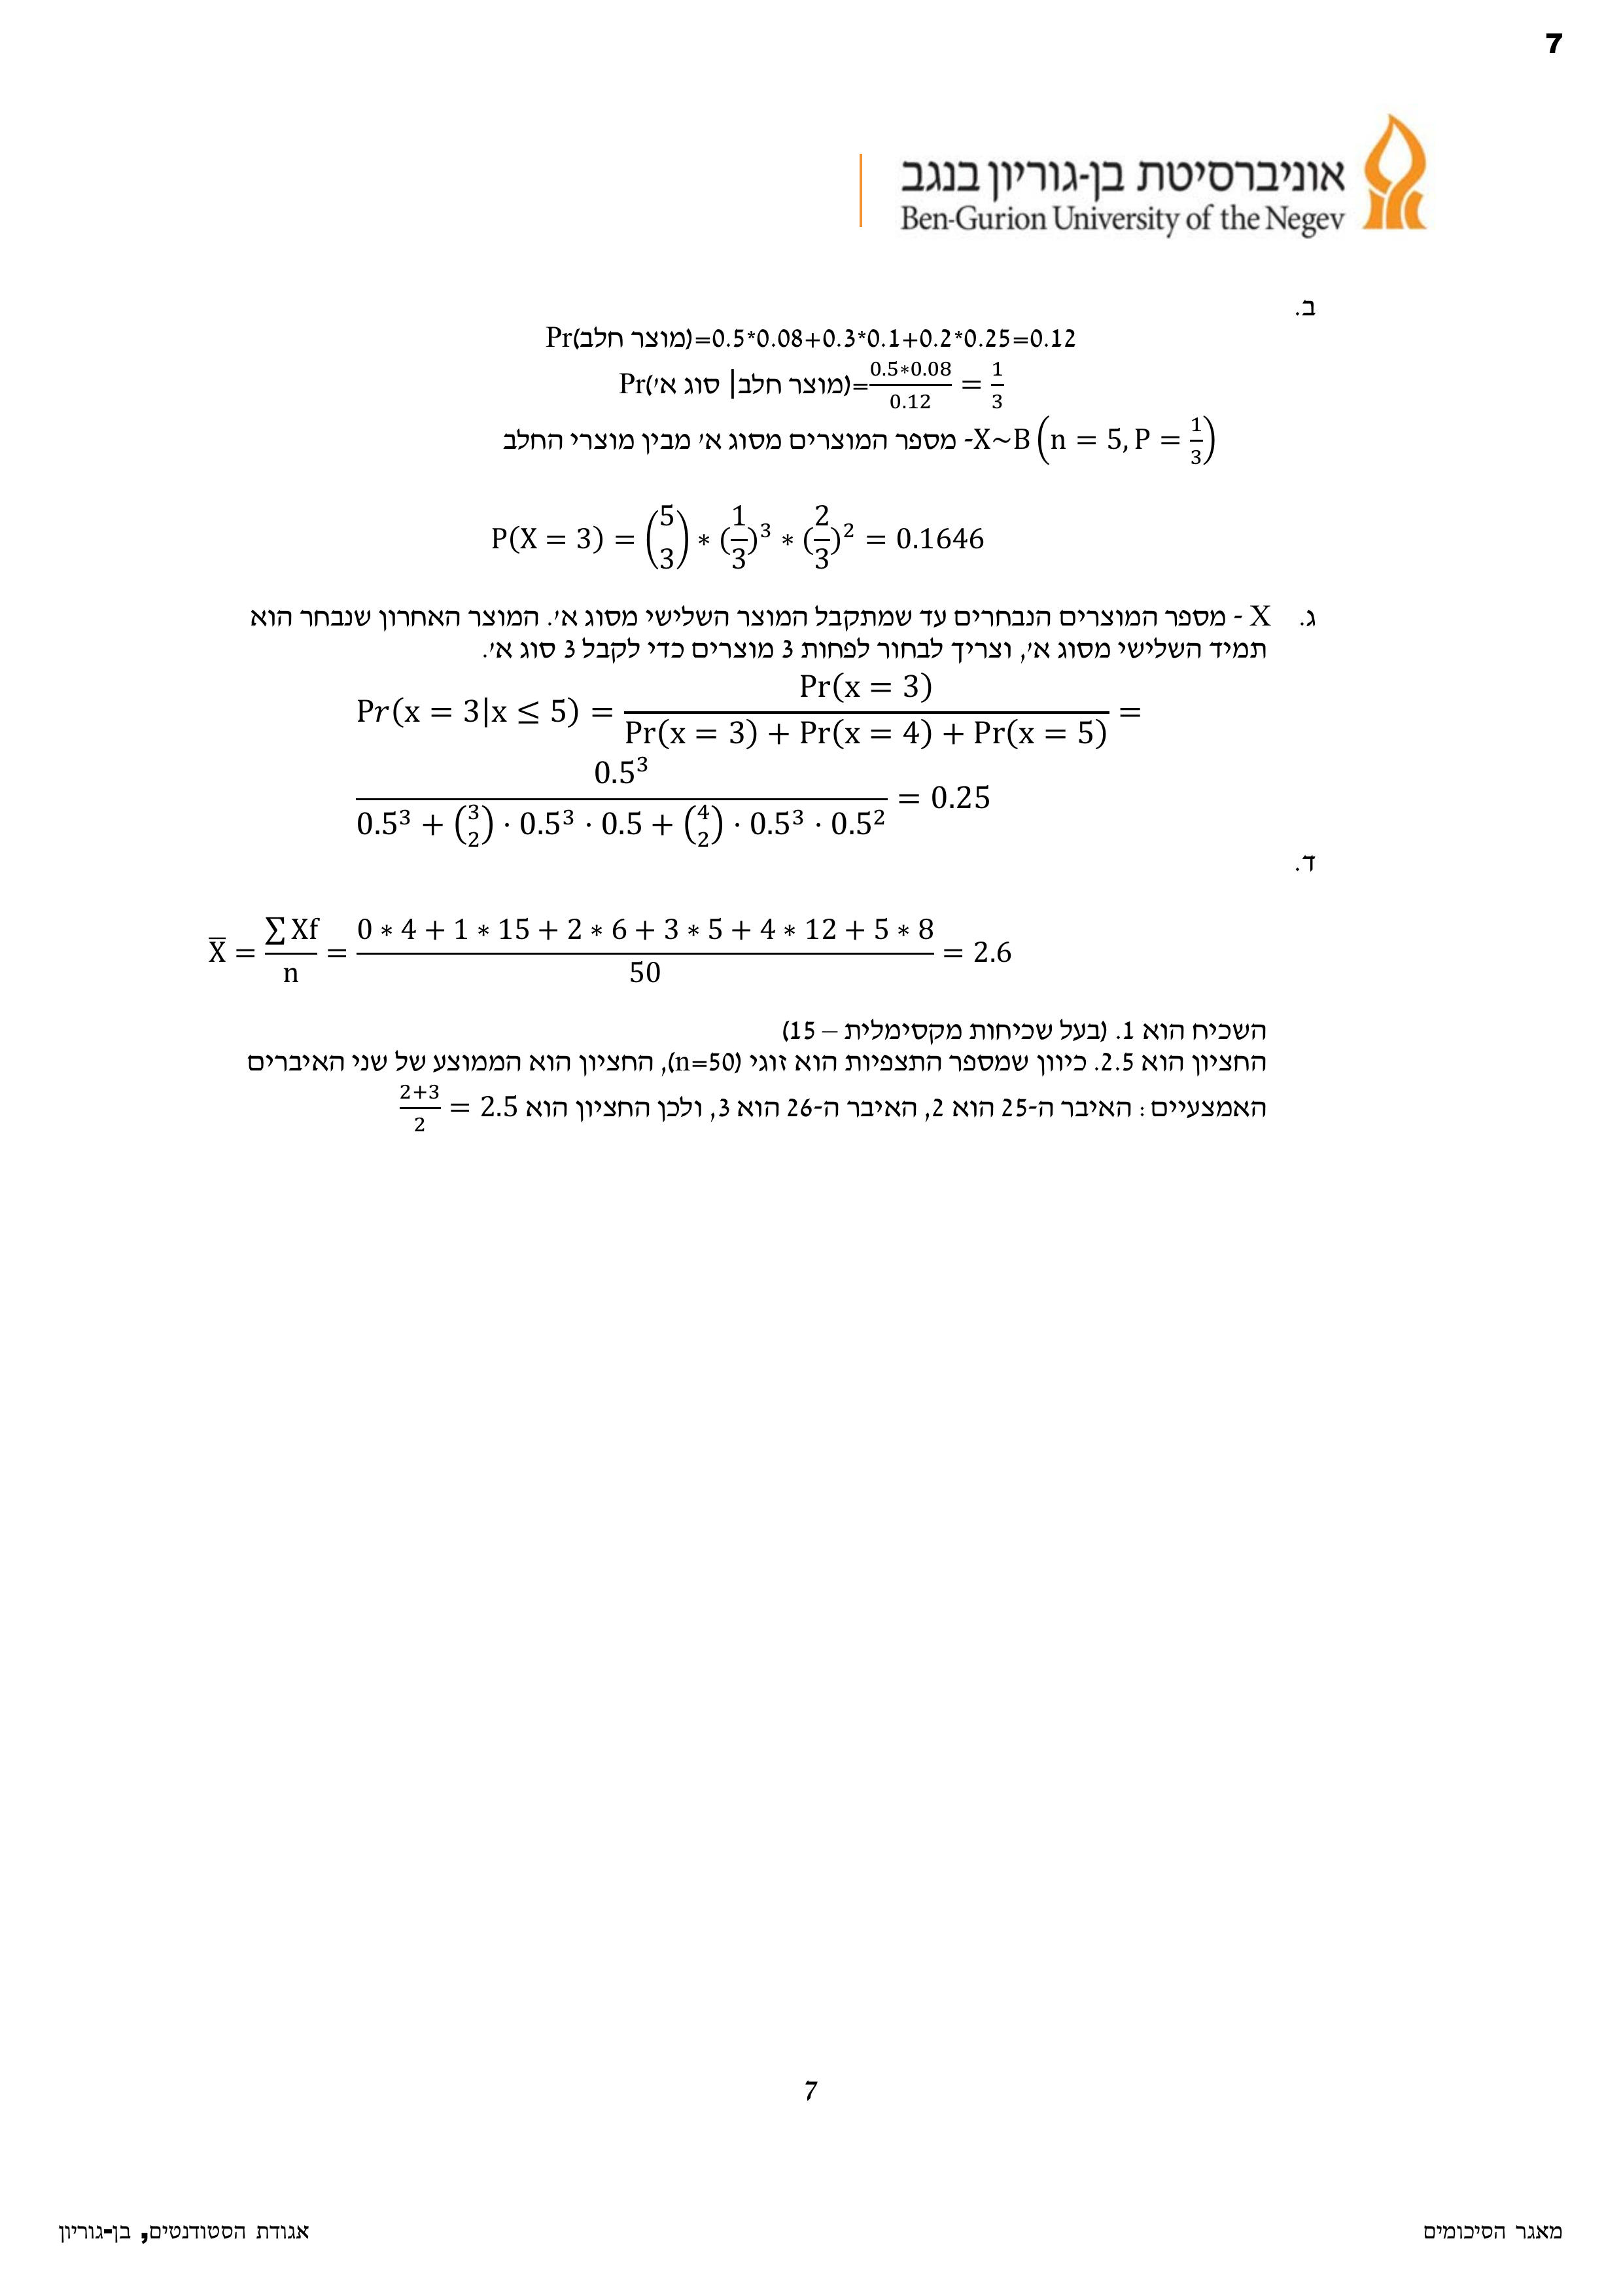 7
אוניברסיטת בן-גוריון בנגב
Ben-Gurion University of the Negev
ב.
Pr(מוצר חלב)=0.5*0.08+0.3*0.1+0.2*0.25=0.12
Pr(סוג א' | מוצר חלב)=\frac{0.5*0.08}{0.12} = \frac{1}{3}
X~B(n = 5, P = \frac{1}{3})- מספר המוצרים מסוג א' מבין מוצרי החלב
P(X = 3) = \binom{5}{3} * (\frac{1}{3})^3 * (\frac{2}{3})^2 = 0.1646
ג. X - מספר המוצרים הנבחרים עד שמתקבל המוצר השלישי מסוג א'. המוצר האחרון שנבחר הוא
תמיד השלישי מסוג א', וצריך לבחור לפחות 3 מוצרים כדי לקבל 3 סוג א'.
Pr(x = 3|x ≤ 5) = \frac{Pr(x = 3)}{Pr(x = 3) + Pr(x = 4) + Pr(x = 5)} =
\frac{0.5^3}{0.5^3 + \binom{3}{2} · 0.5^3 · 0.5 + \binom{4}{2} · 0.5^3 · 0.5^2} = 0.25
ד.
\overline{X} = \frac{∑ Xf}{n} = \frac{0 * 4 + 1 * 15 + 2 * 6 + 3 * 5 + 4 * 12 + 5 * 8}{50} = 2.6
השכיח הוא 1. (בעל שכיחות מקסימלית – 15)
החציון הוא 2.5. כיוון שמספר התצפיות הוא זוגי (n=50), החציון הוא הממוצע של שני האיברים
האמצעיים: האיבר ה-25 הוא 2, האיבר ה-26 הוא 3, ולכן החציון הוא \frac{2+3}{2} = 2.5
7
מאגר הסיכומים
אגודת הסטודנטים, בן-גוריון